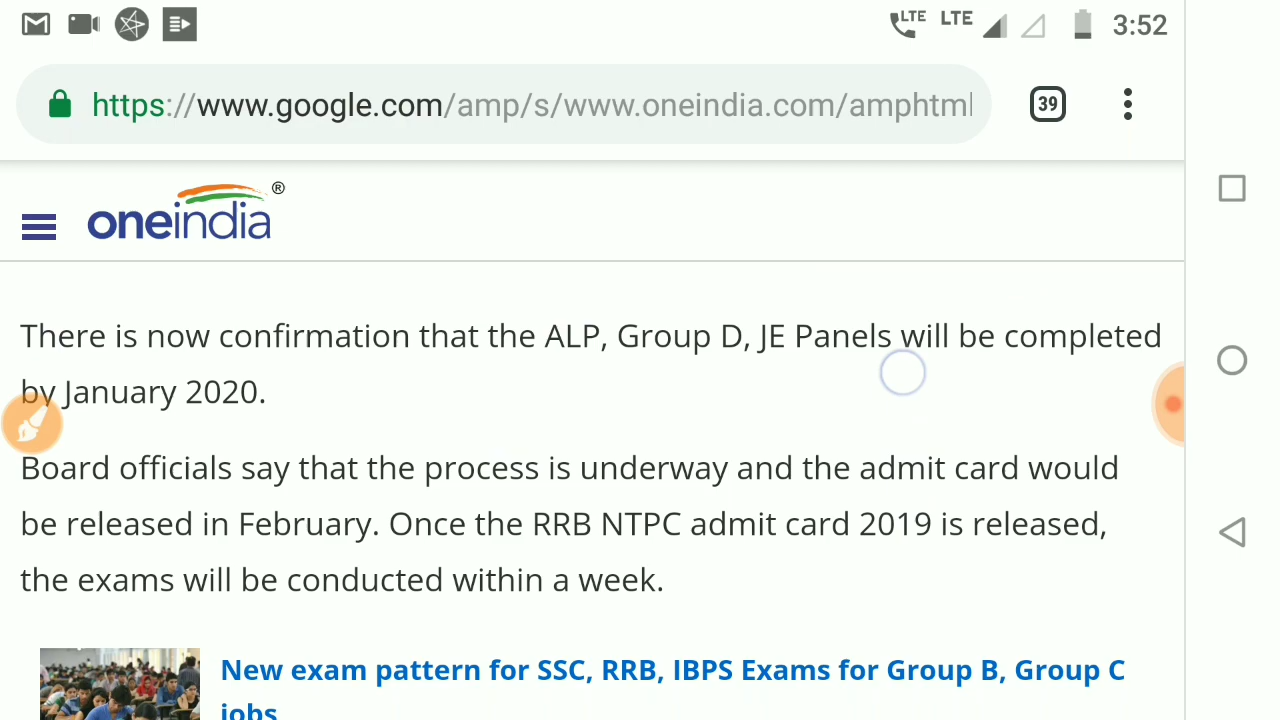 LTE LTE 3:52
https://www.google.com/amp/s/www.oneindia.com/amphtml 39
oneindia ®
There is now confirmation that the ALP, Group D, JE Panels will be completed
by January 2020.
Board officials say that the process is underway and the admit card would
be released in February. Once the RRB NTPC admit card 2019 is released,
the exams will be conducted within a week.
New exam pattern for SSC, RRB, IBPS Exams for Group B, Group C
jobs